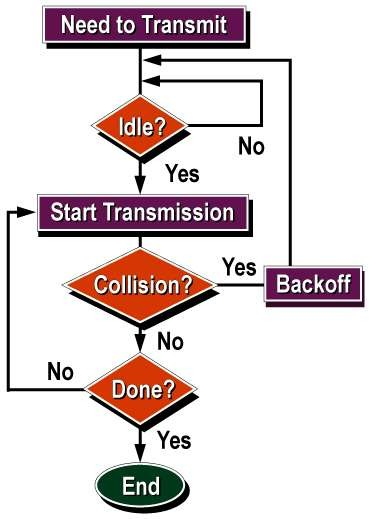 Need to Transmit
Idle?
No
Yes
Start Transmission
Collision?
Yes
Backoff
No
No
Done?
Yes
End